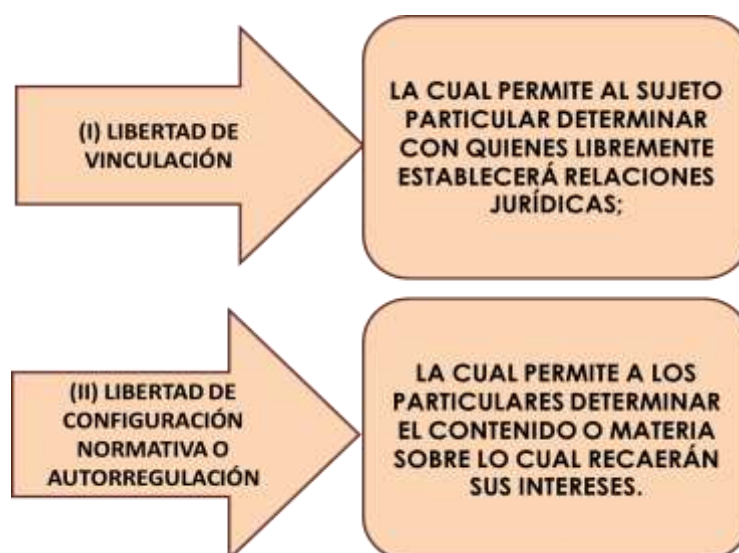 (I) LIBERTAD DE
VINCULACIÓN
LA CUAL PERMITE AL SUJETO
PARTICULAR DETERMINAR
CON QUIENES LIBREMENTE
ESTABLECERÁ RELACIONES
JURÍDICAS;
(II) LIBERTAD DE
CONFIGURACIÓN
NORMATIVA O
AUTORREGULACIÓN
LA CUAL PERMITE A LOS
PARTICULARES DETERMINAR
EL CONTENIDO O MATERIA
SOBRE LO CUAL RECAERÁN
SUS INTERESES.